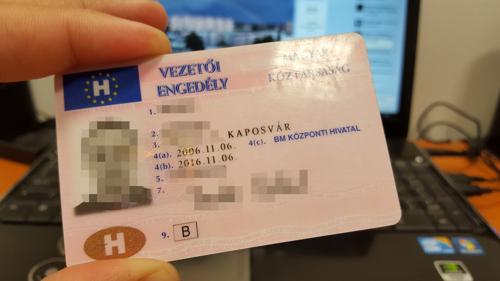 H
VEZETŐI
ENGEDÉLY
MAGYAR
KÖZTÁRSASÁG
1.
2.
3. KAPOSVÁR
4(a). 2006.11.06. 4(c). BM KÖZPONTI HIVATAL
4(b). 2016.11.06.
5.
7.
H
9. B